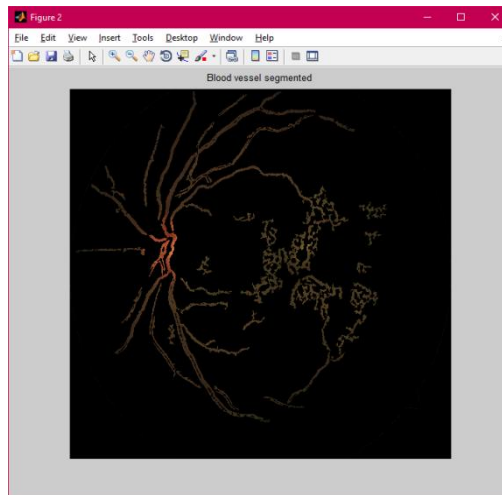 Figure 2
File Edit View Insert Tools Desktop Window Help
Blood vessel segmented